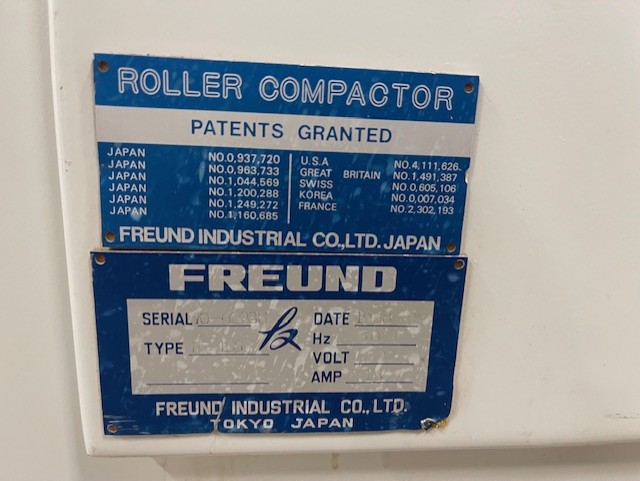 ROLLER COMPACTOR
PATENTS GRANTED
JAPAN NO.0,937,720
JAPAN NO.0,963,733
JAPAN NO.1,044,569
JAPAN NO.1,200,288
JAPAN NO.1,249,272
JAPAN NO.1,160,685
U.S.A NO.4,111,626
GREAT BRITAIN NO.1,491,387
SWISS NO.0,605,106
KOREA NO.0,007,034
FRANCE NO.2,302,193
FREUND INDUSTRIAL CO.,LTD. JAPAN
FREUND
SERIAL
TYPE
DATE
Hz
VOLT
AMP
FREUND INDUSTRIAL CO.,LTD.
TOKYO JAPAN